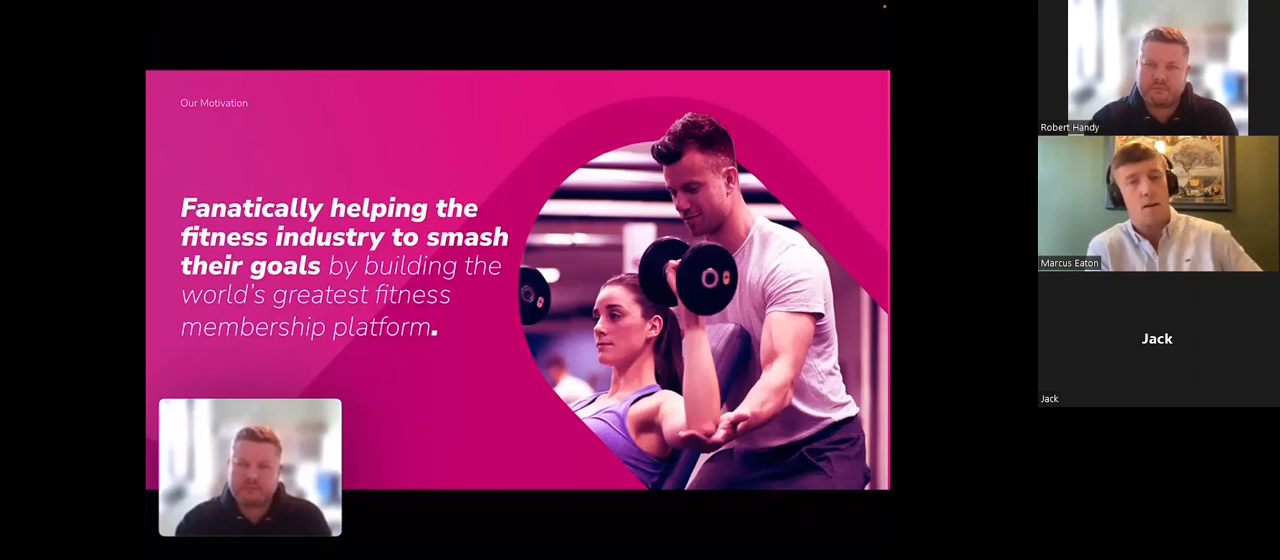 Our Motivation
Fanatically helping the
fitness industry to smash
their goals by building the
world's greatest fitness
membership platform.
Robert Handy
Marcus Eaton
Jack
Jack